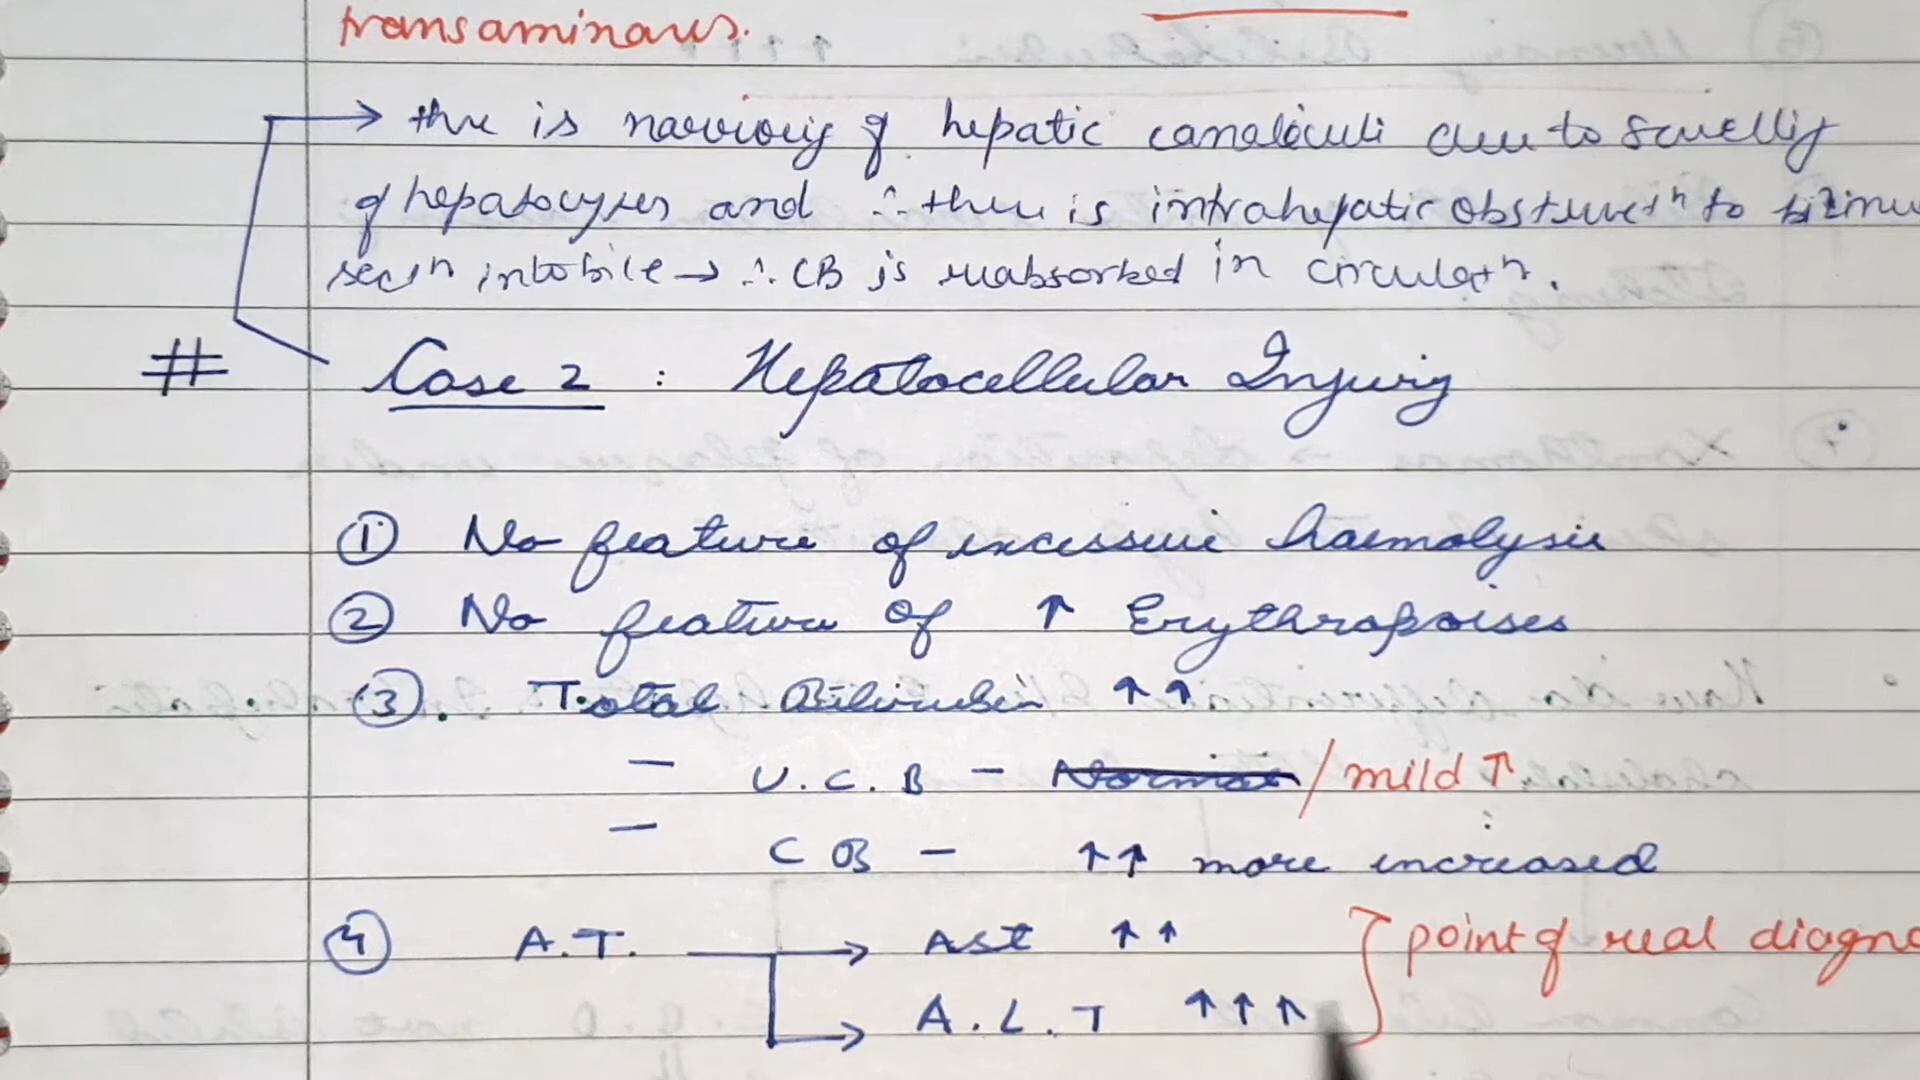 transaminases.
→ there is narrowing of hepatic canaliculi due to swelling
of hepatocytes and ∴ there is intrahepatic obstructⁿ to
secⁿ into bile → ∴ CB is reabsorbed in circulatⁿ.
# Case 2 : Hepatocellular Injury
① No feature of excessive haemolysis
② No feature of ↑ Erythropoises
③. Total Bilirubin ↑↑
– U.C.B – Normal / mild ↑
– CB – ↑↑ more increased
④ A.T. → Ast ↑↑ point of real diagno
→ A.L.T ↑↑↑